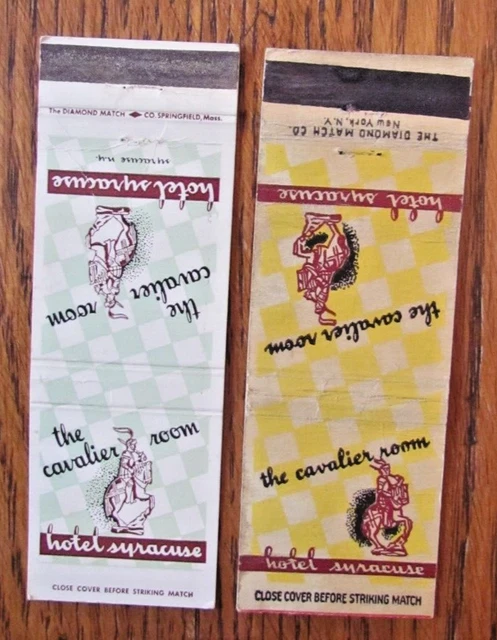 The DIAMOND MATCH CO. SPRINGFIELD, Mass.
syracuse n.y.
hotel syracuse
the
cavalier room
the
cavalier room
hotel syracuse
CLOSE COVER BEFORE STRIKING MATCH
THE DIAMOND MATCH CO.
New York, N.Y.
hotel syracuse
the cavalier room
the cavalier room
hotel syracuse
CLOSE COVER BEFORE STRIKING MATCH